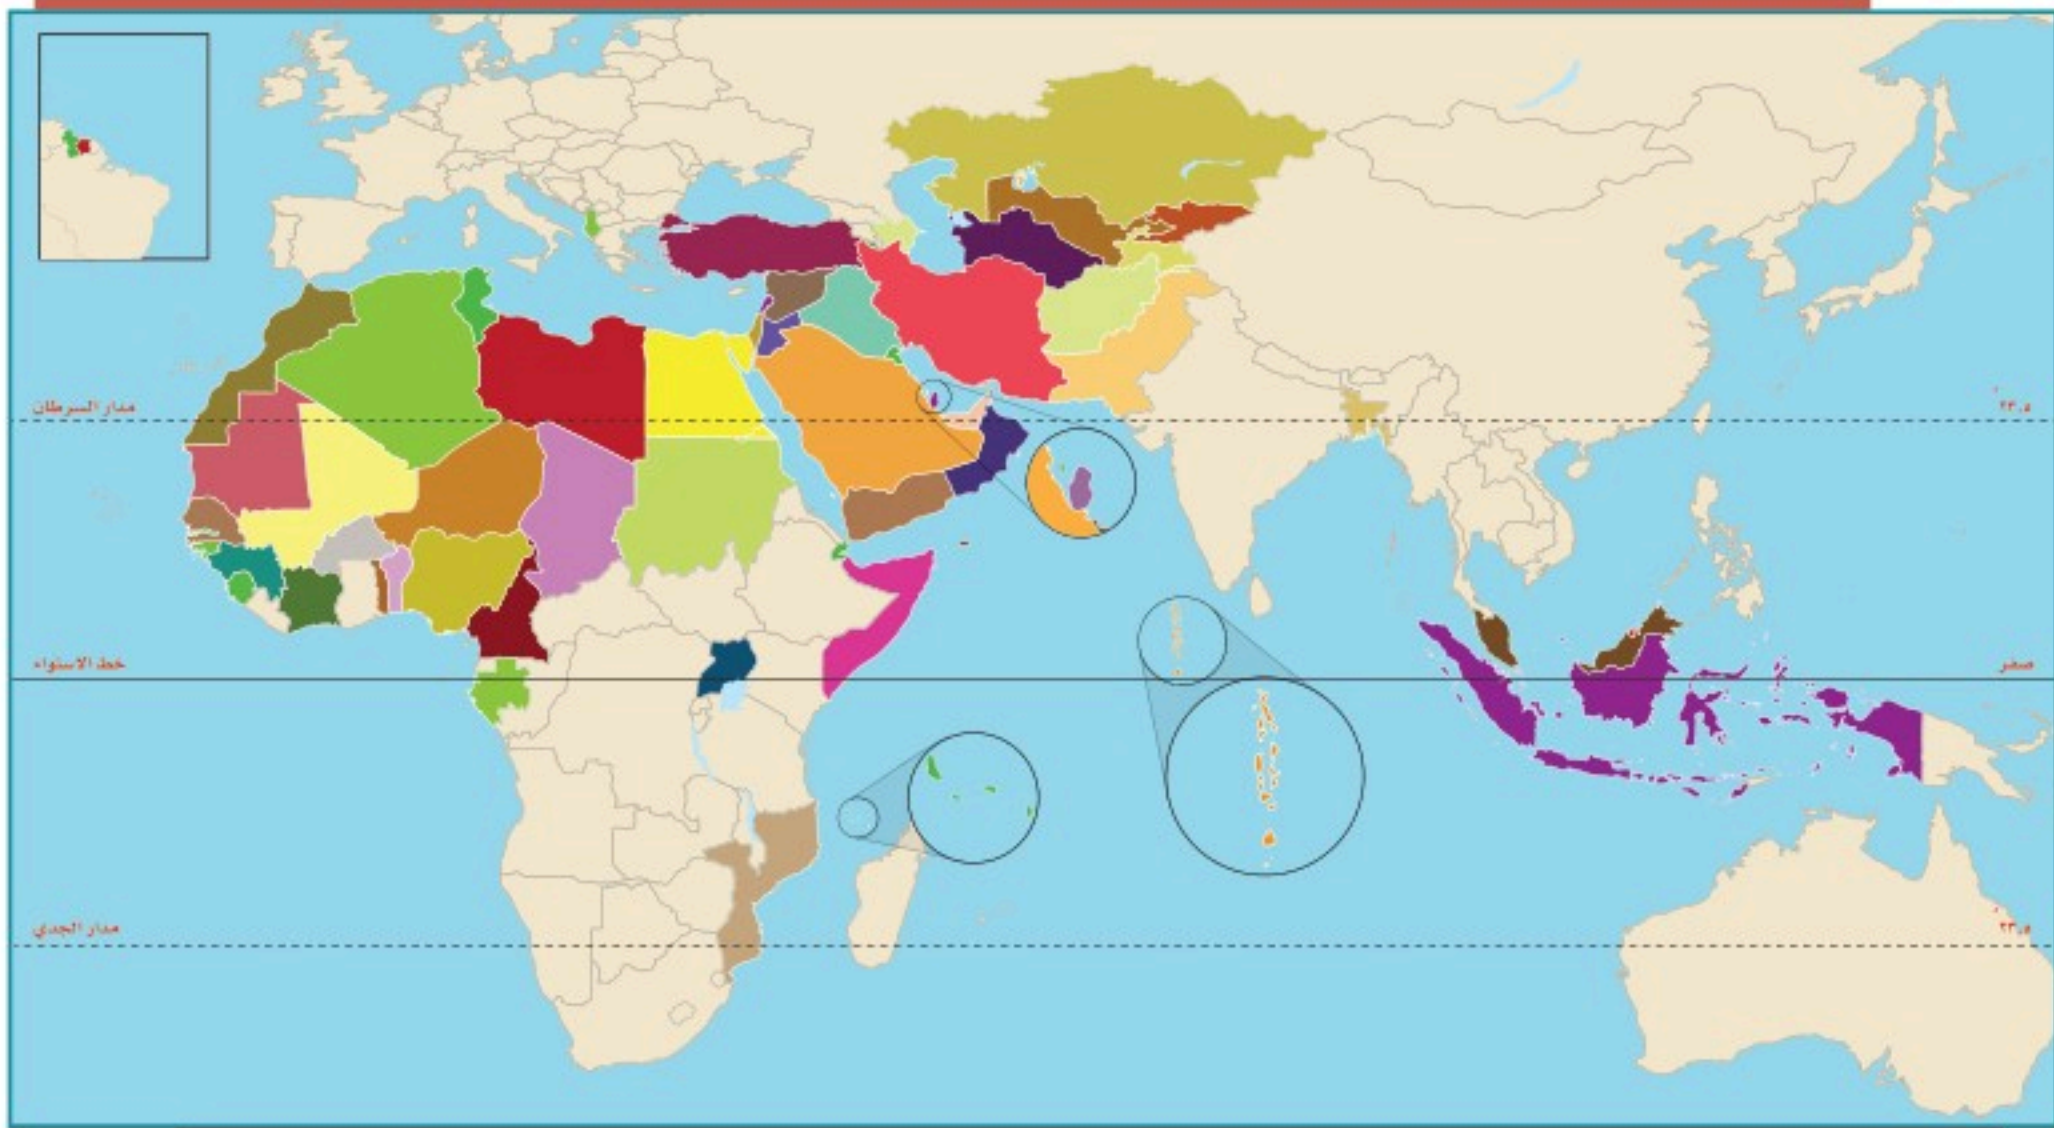 مدار السرطان
٢٣,٥°
خط الاستواء
صفر
مدار الجدي
٢٣,٥°